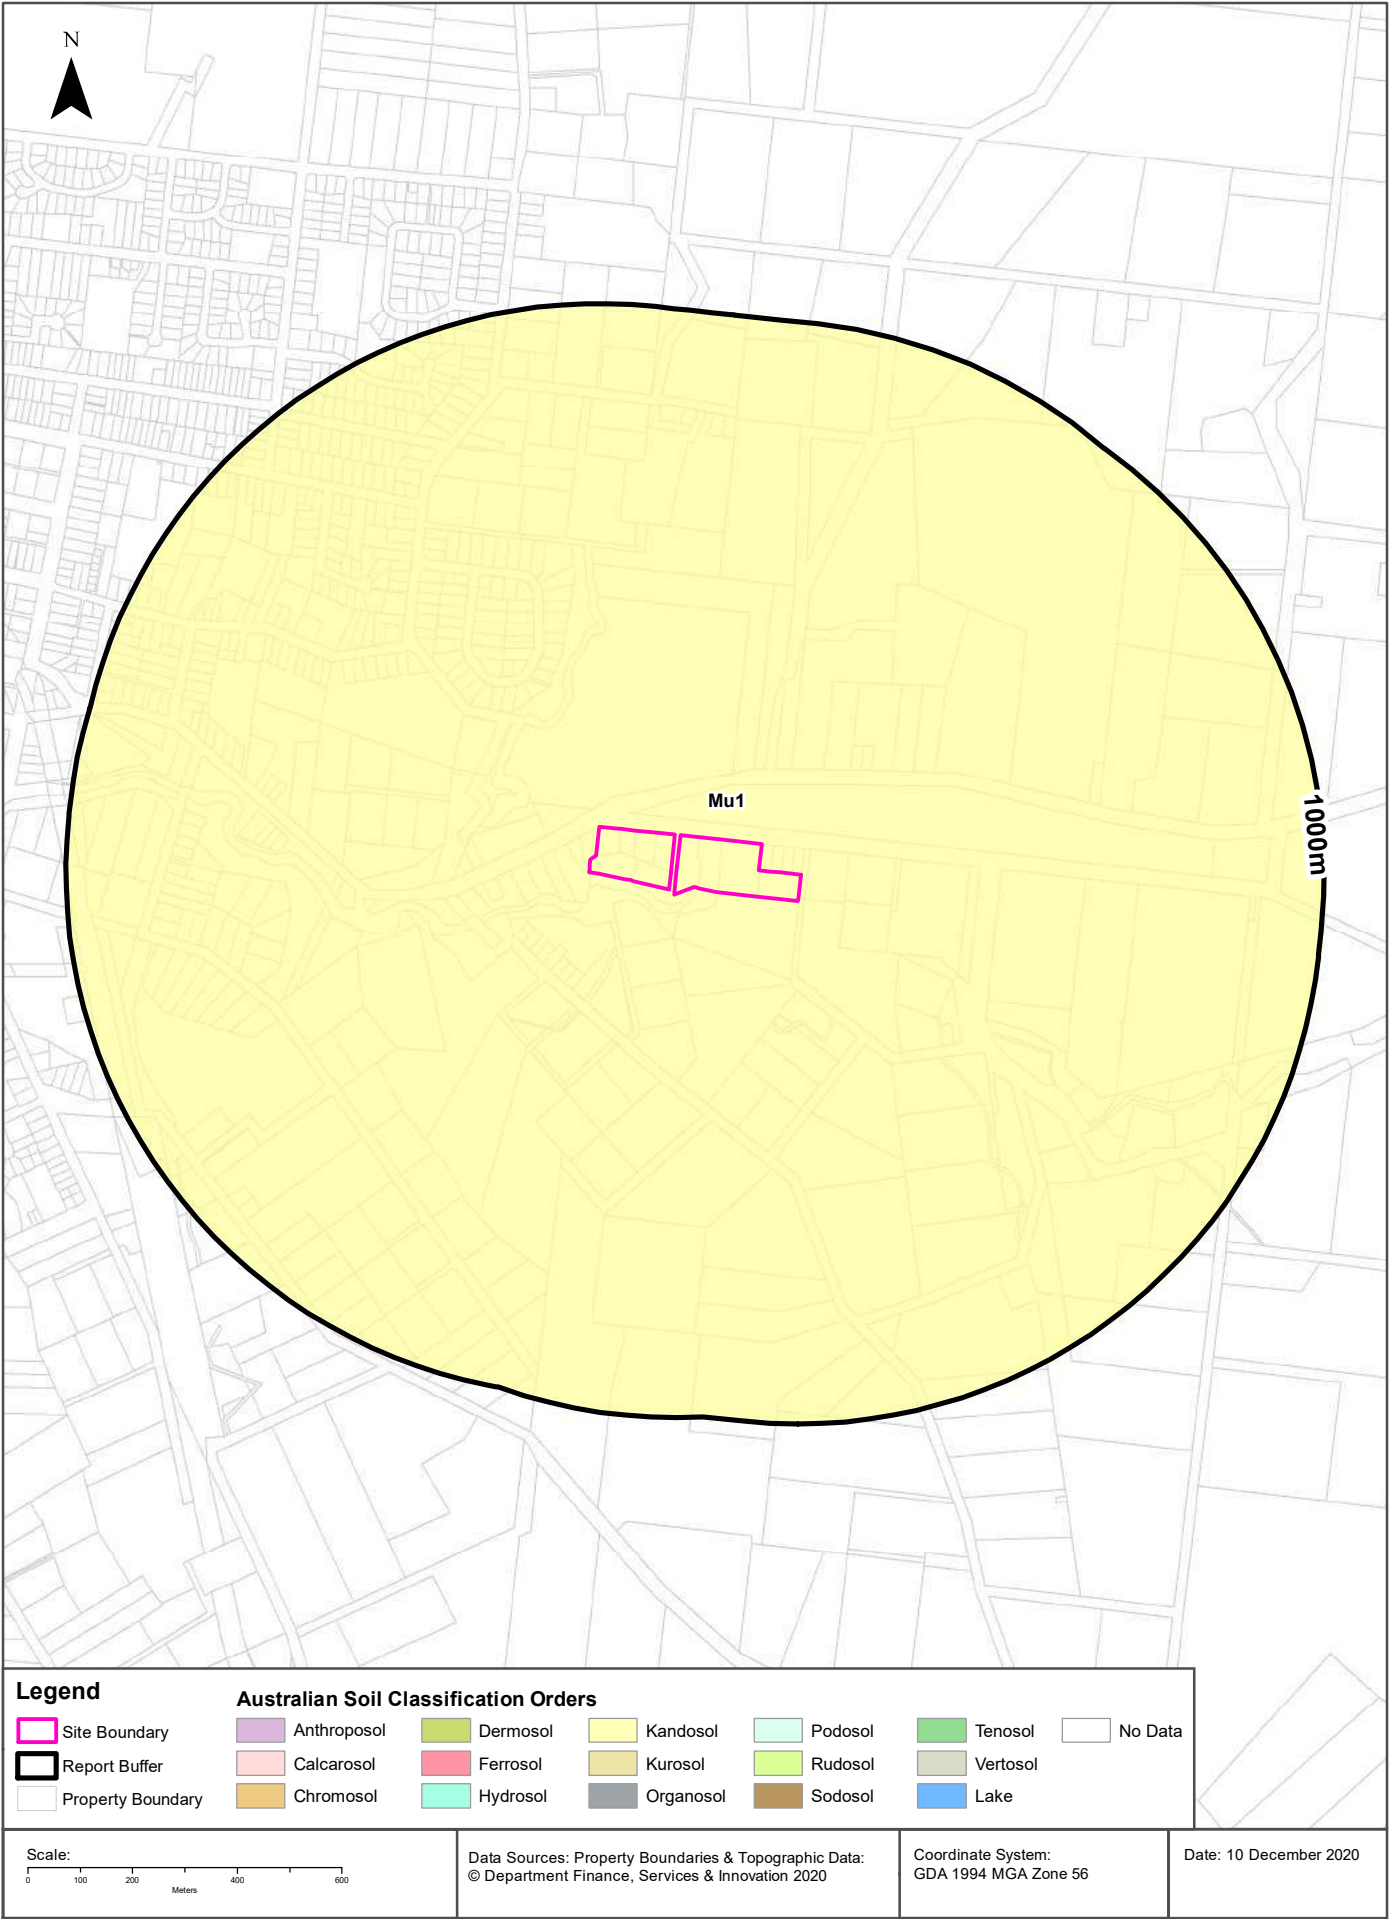 N
Mu1
1000m
Legend
Site Boundary
Report Buffer
Property Boundary
Australian Soil Classification Orders
Anthroposol
Calcarosol
Chromosol
Dermosol
Ferrosol
Hydrosol
Kandosol
Kurosol
Organosol
Podosol
Rudosol
Sodosol
Tenosol
Vertosol
Lake
No Data
Scale:
0 100 200 400 600
Meters
Data Sources: Property Boundaries & Topographic Data:
© Department Finance, Services & Innovation 2020
Coordinate System:
GDA 1994 MGA Zone 56
Date: 10 December 2020